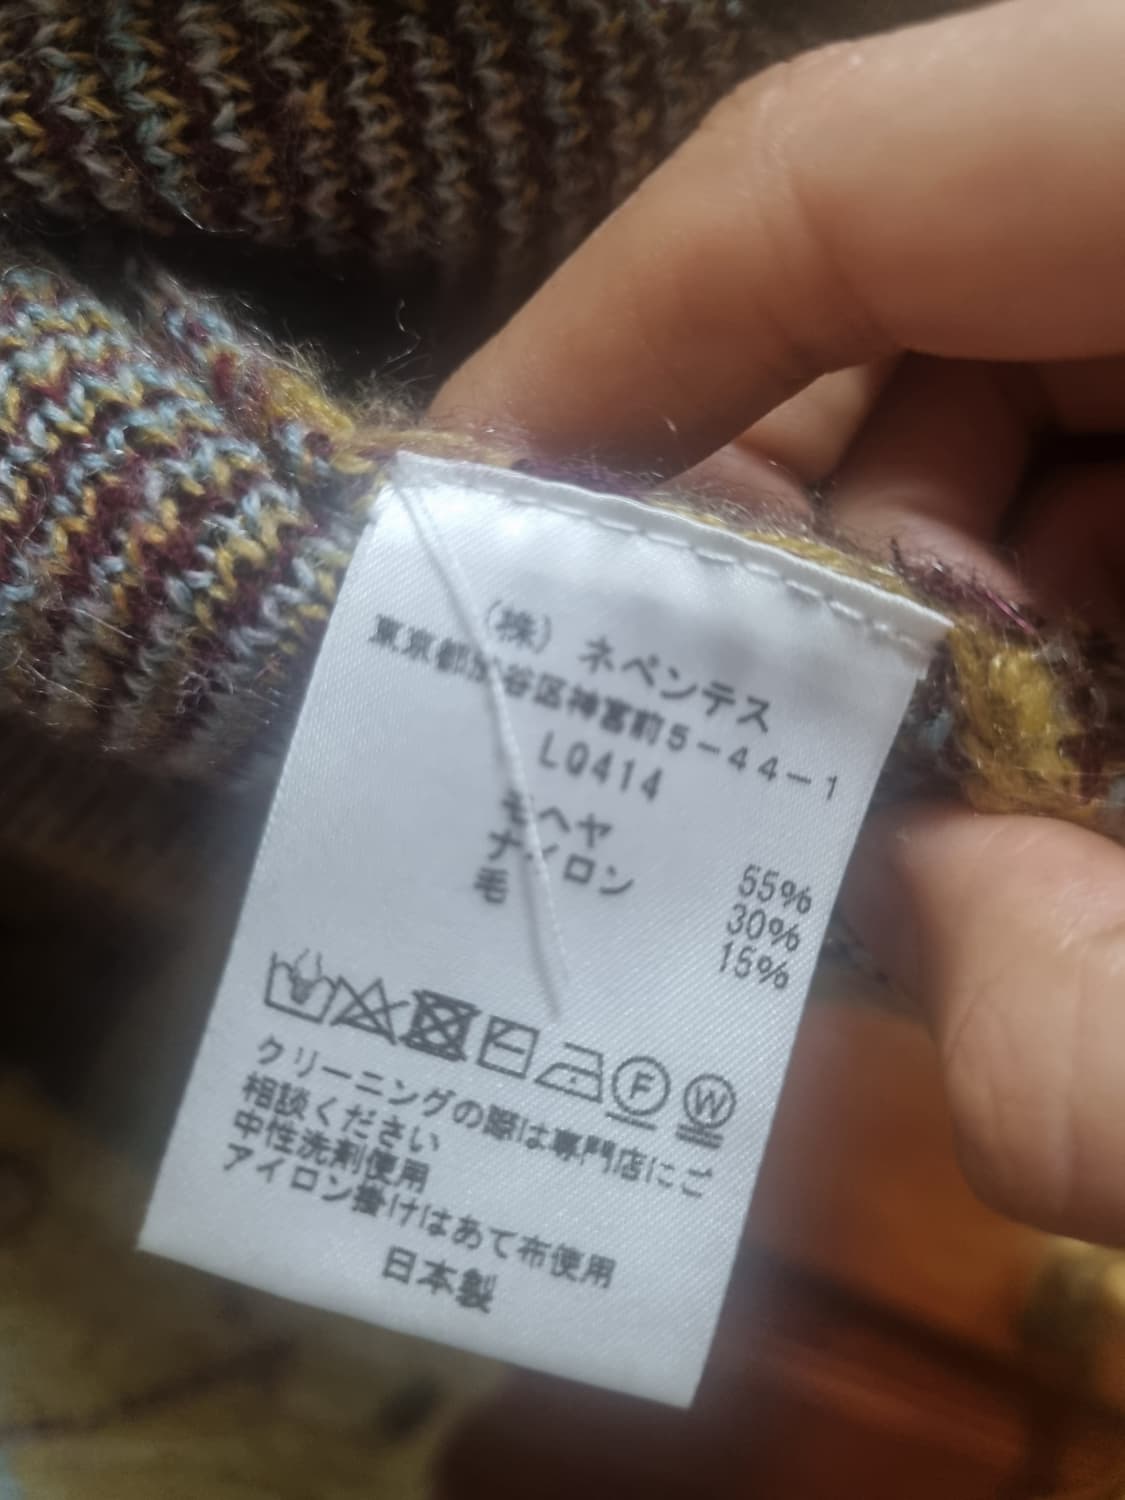 (株) ネペンテス
東京都渋谷区神宮前5-44-1
LQ414
モヘヤ 55%
ナイロン 30%
毛 15%
F W
クリーニングの際は専門店にご
相談ください
中性洗剤使用
アイロン掛けはあて布使用
日本製